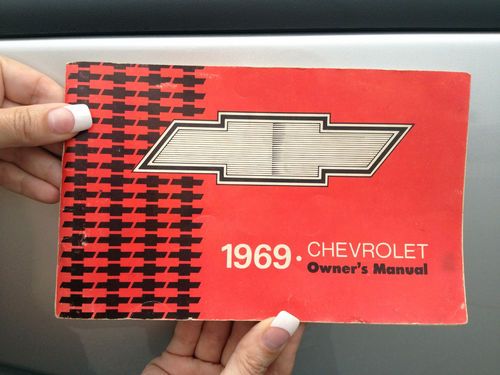 1969 • CHEVROLET
Owner's Manual